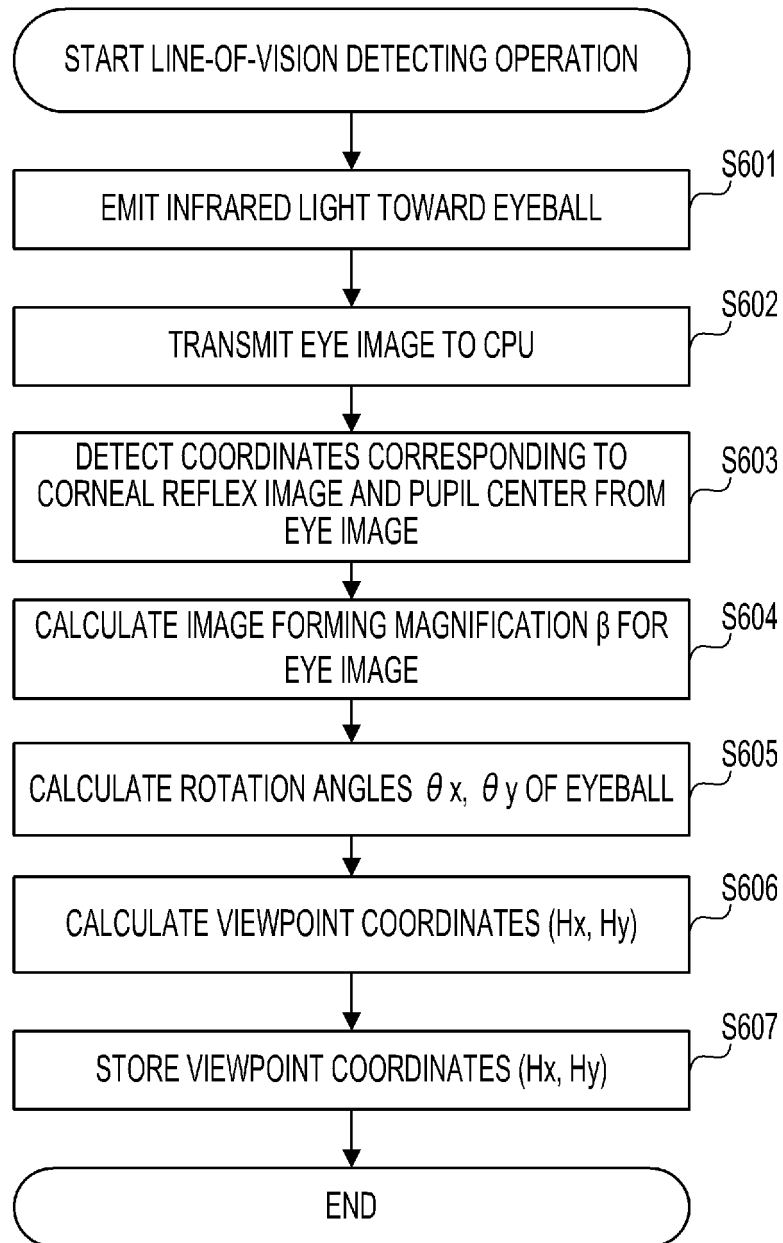 START LINE-OF-VISION DETECTING OPERATION
S601
EMIT INFRARED LIGHT TOWARD EYEBALL
S602
TRANSMIT EYE IMAGE TO CPU
S603
DETECT COORDINATES CORRESPONDING TO
CORNEAL REFLEX IMAGE AND PUPIL CENTER FROM
EYE IMAGE
S604
CALCULATE IMAGE FORMING MAGNIFICATION β FOR
EYE IMAGE
S605
CALCULATE ROTATION ANGLES θx, θy OF EYEBALL
S606
CALCULATE VIEWPOINT COORDINATES (Hx, Hy)
S607
STORE VIEWPOINT COORDINATES (Hx, Hy)
END